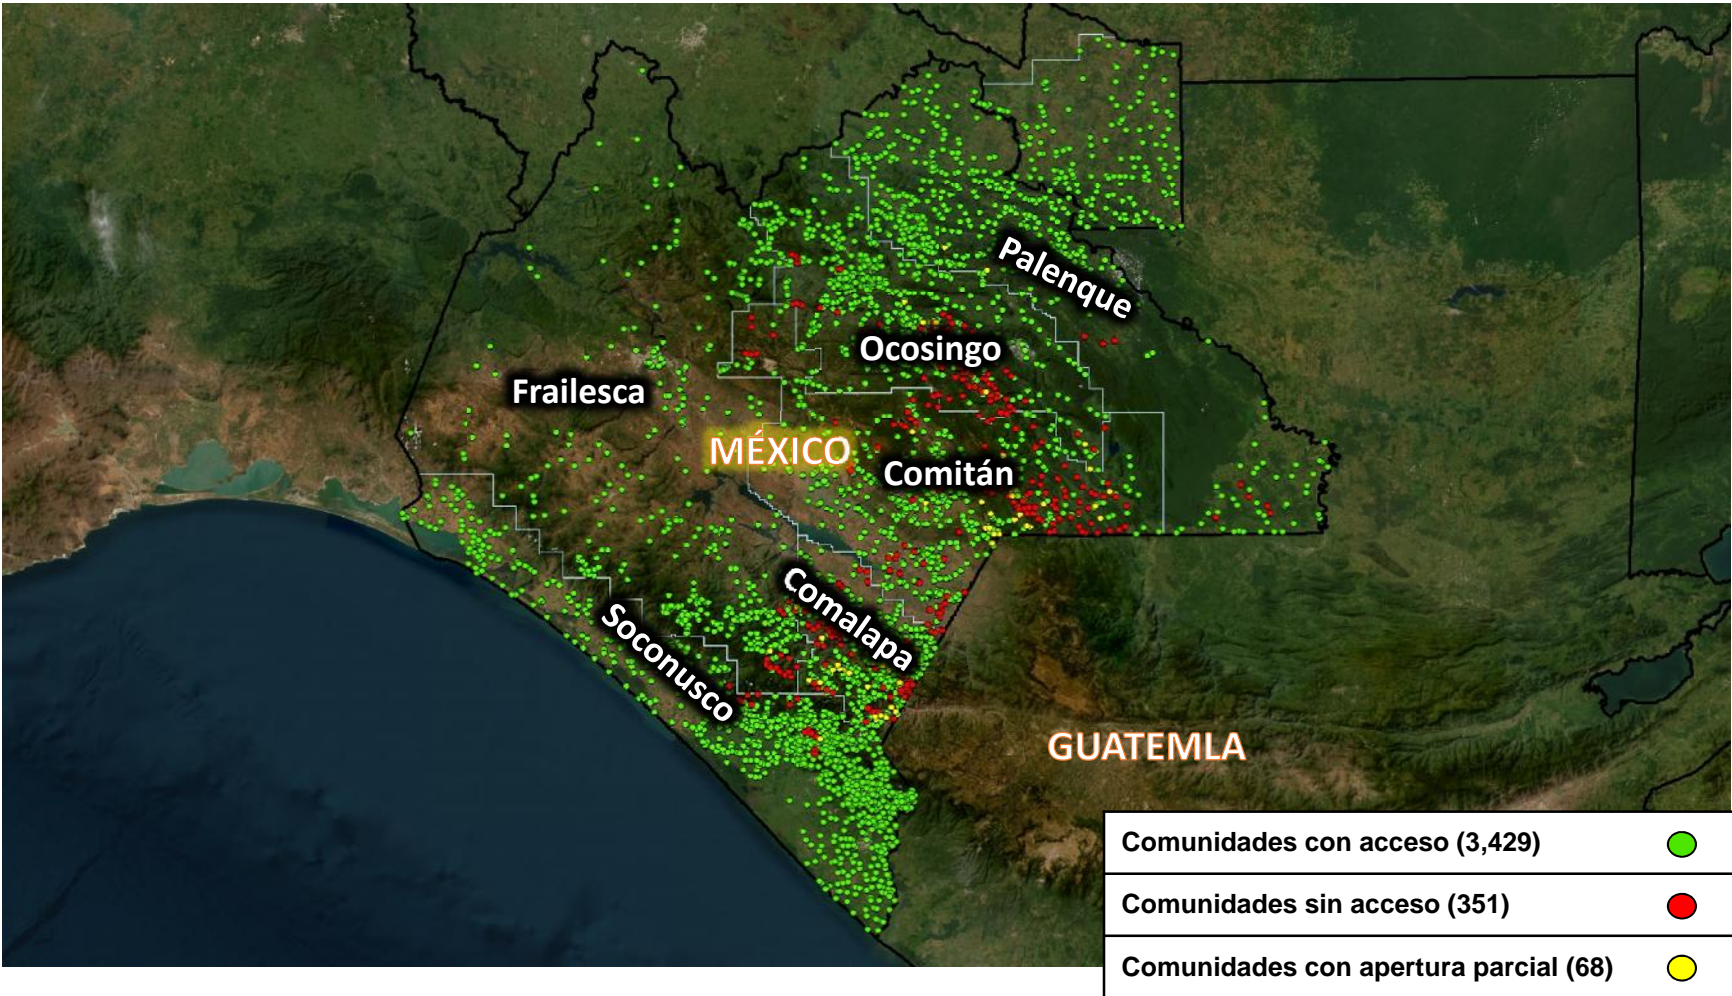 Palenque
Ocosingo
Frailesca
MÉXICO
Comitán
Comalapa
Soconusco
GUATEMLA
Comunidades con acceso (3,429)
Comunidades sin acceso (351)
Comunidades con apertura parcial (68)